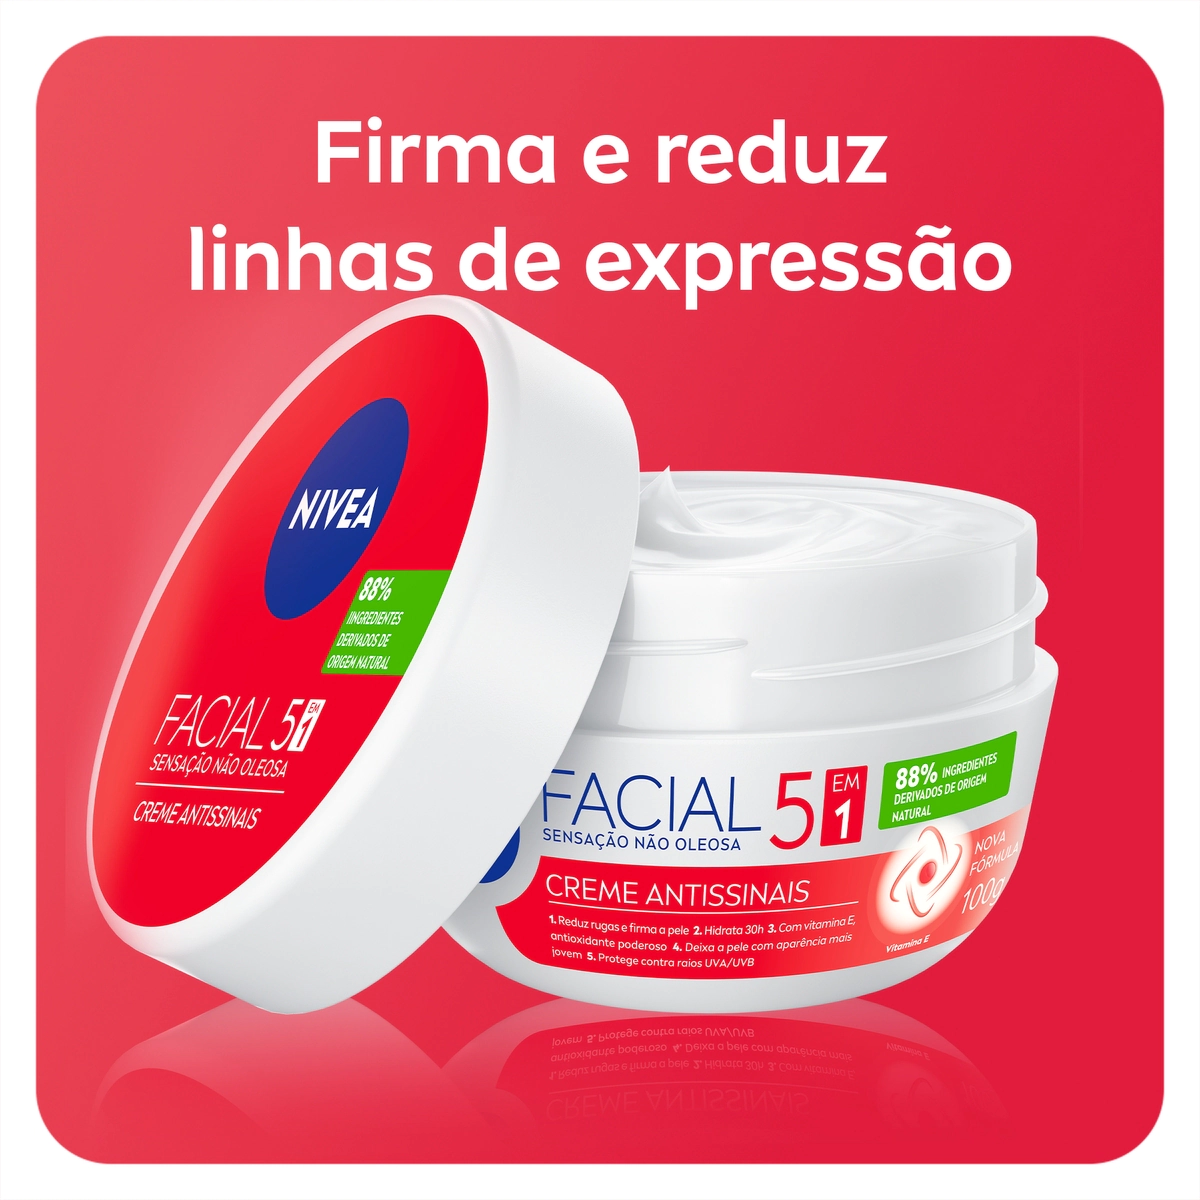 Firma e reduz
linhas de expressão
NIVEA
88%
INGREDIENTES
DERIVADOS DE
ORIGEM NATURAL
FACIAL 5 EM 1
SENSAÇÃO NÃO OLEOSA
CREME ANTISSINAIS
FACIAL 5 EM 1
SENSAÇÃO NÃO OLEOSA
88% INGREDIENTES
DERIVADOS DE ORIGEM
NATURAL
CREME ANTISSINAIS
1. Reduz rugas e firma a pele 2. Hidrata 30h 3. Com vitamina E,
antioxidante poderoso 4. Deixa a pele com aparência mais
jovem 5. Protege contra raios UVA/UVB
NOVA
FÓRMULA
100g
Vitamina E